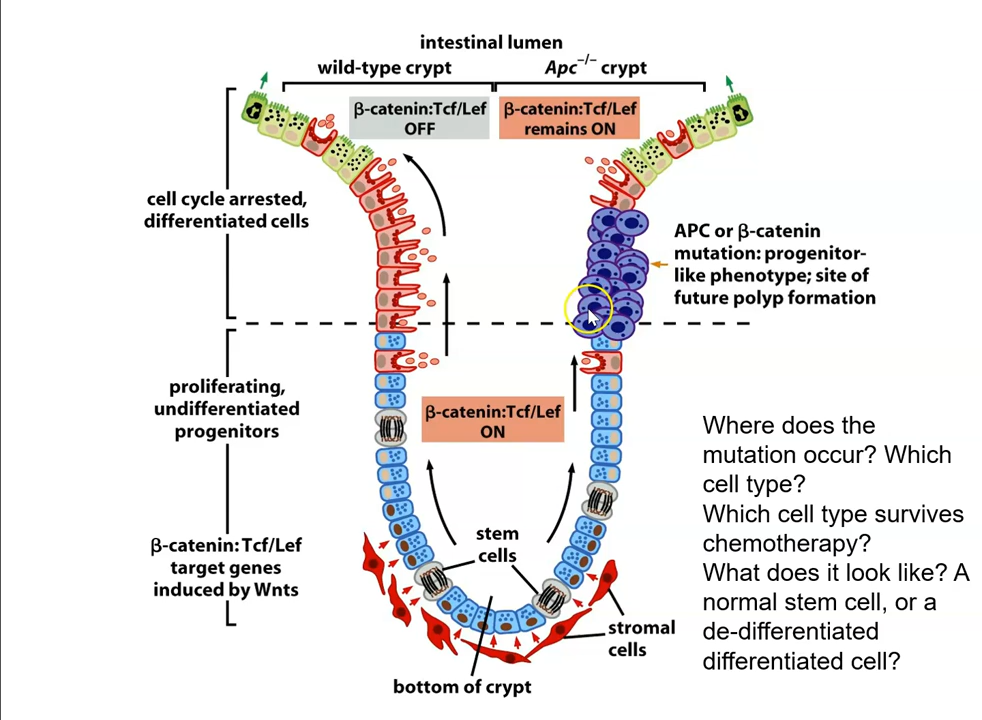 intestinal lumen
wild-type crypt
Apc−/− crypt
β-catenin:Tcf/Lef
OFF
β-catenin:Tcf/Lef
remains ON
cell cycle arrested,
differentiated cells
APC or β-catenin
mutation: progenitor-
like phenotype; site of
future polyp formation
proliferating,
undifferentiated
progenitors
β-catenin:Tcf/Lef
ON
β-catenin: Tcf/Lef
target genes
induced by Wnts
stem
cells
stromal
cells
bottom of crypt
Where does the
mutation occur? Which
cell type?
Which cell type survives
chemotherapy?
What does it look like? A
normal stem cell, or a
de-differentiated
differentiated cell?